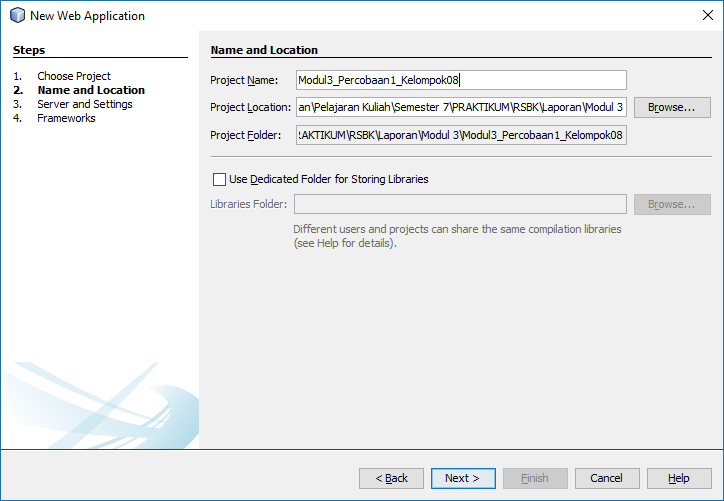 New Web Application
Steps
1. Choose Project
2. Name and Location
3. Server and Settings
4. Frameworks
Name and Location
Project Name: Modul3_Percobaan1_Kelompok08
Project Location: an\Pelajaran Kuliah\Semester 7\PRAKTIKUM\RSBK\Laporan\Modul 3 Browse...
Project Folder: RAKTIKUM\RSBK\Laporan\Modul 3\Modul3_Percobaan1_Kelompok08
Use Dedicated Folder for Storing Libraries
Libraries Folder: Browse...
Different users and projects can share the same compilation libraries
(see Help for details).
< Back Next > Finish Cancel Help